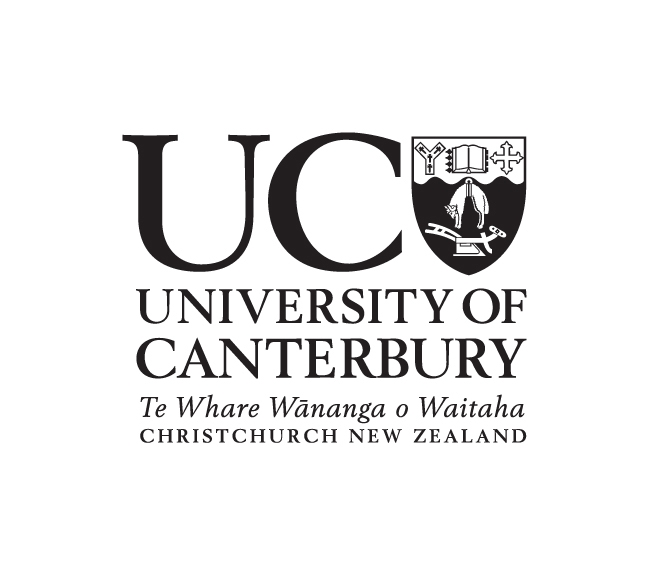 UC
UNIVERSITY OF
CANTERBURY
Te Whare Wānanga o Waitaha
CHRISTCHURCH NEW ZEALAND